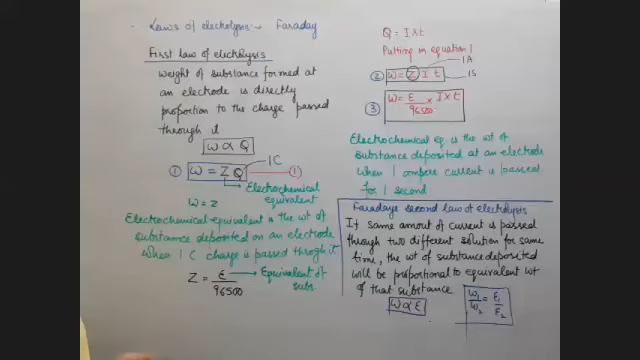 Laws of electrolysis:- Faraday
First law of electrolysis
Weight of substance formed at
an electrode is directly
proportion to the charge passed
through it
W ∝ Q
① W = Z Q 1C ①
Electrochemical
equivalent
W = Z
Electrochemical equivalent is the wt of
substance deposited on an electrode
when 1 C charge is passed through it
Z = E → Equivalent of
96500 subs.
Q = I x t
Putting in equation 1
1A
② W = Z I t 1S
③ W = E x I x t
96500
Electrochemical eq. is the wt of
substance deposited at an electrode
when 1 ampere current is passed
for 1 second
Faradays second law of electrolysis
If same amount of current is passed
through two different solution for same
time, the wt of substance deposited
will be proportional to equivalent wt
of that substance
W ∝ E
W1 = E1
W2 E2